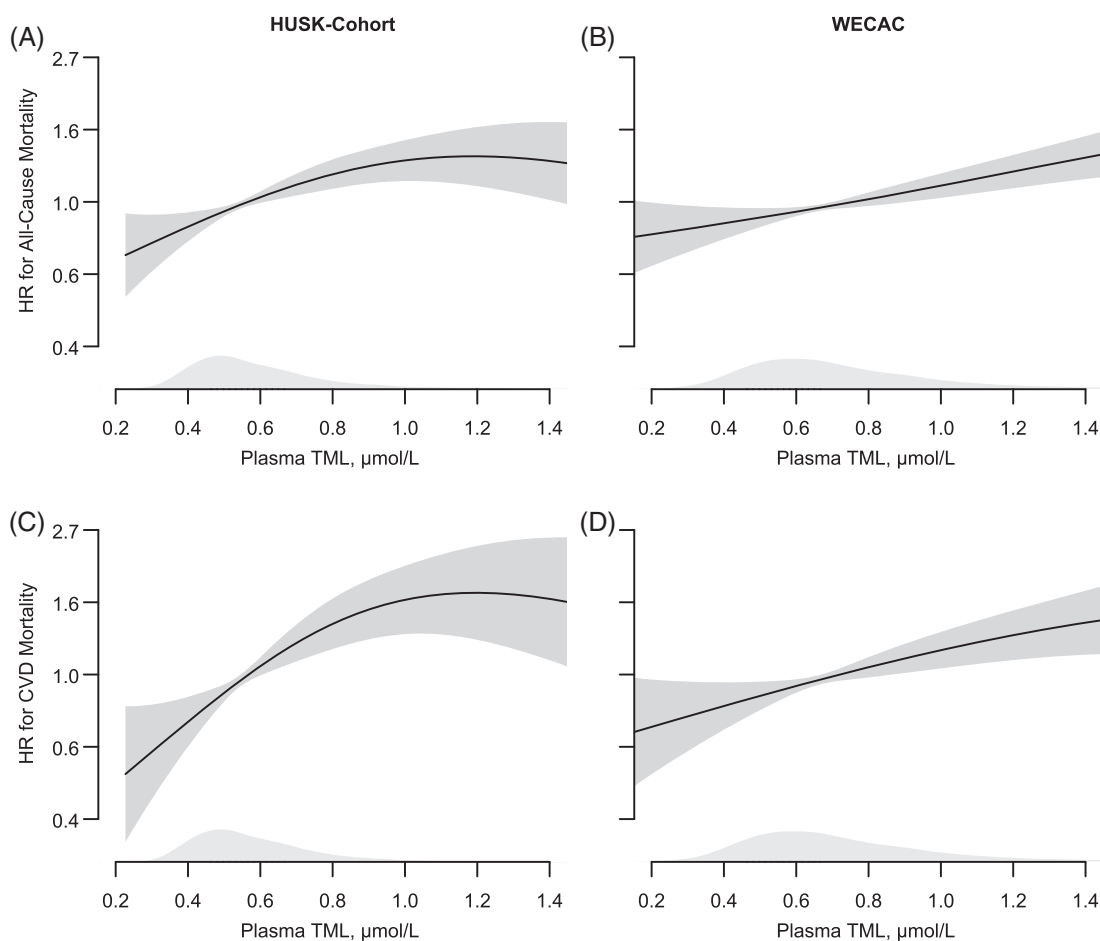 HUSK-Cohort
WECAC
(A)
(B)
HR for All-Cause Mortality
2.7
1.6
1.0
0.6
0.4
0.2 0.4 0.6 0.8 1.0 1.2 1.4
Plasma TML, µmol/L
0.2 0.4 0.6 0.8 1.0 1.2 1.4
Plasma TML, µmol/L
(C)
(D)
HR for CVD Mortality
2.7
1.6
1.0
0.6
0.4
0.2 0.4 0.6 0.8 1.0 1.2 1.4
Plasma TML, µmol/L
0.2 0.4 0.6 0.8 1.0 1.2 1.4
Plasma TML, µmol/L